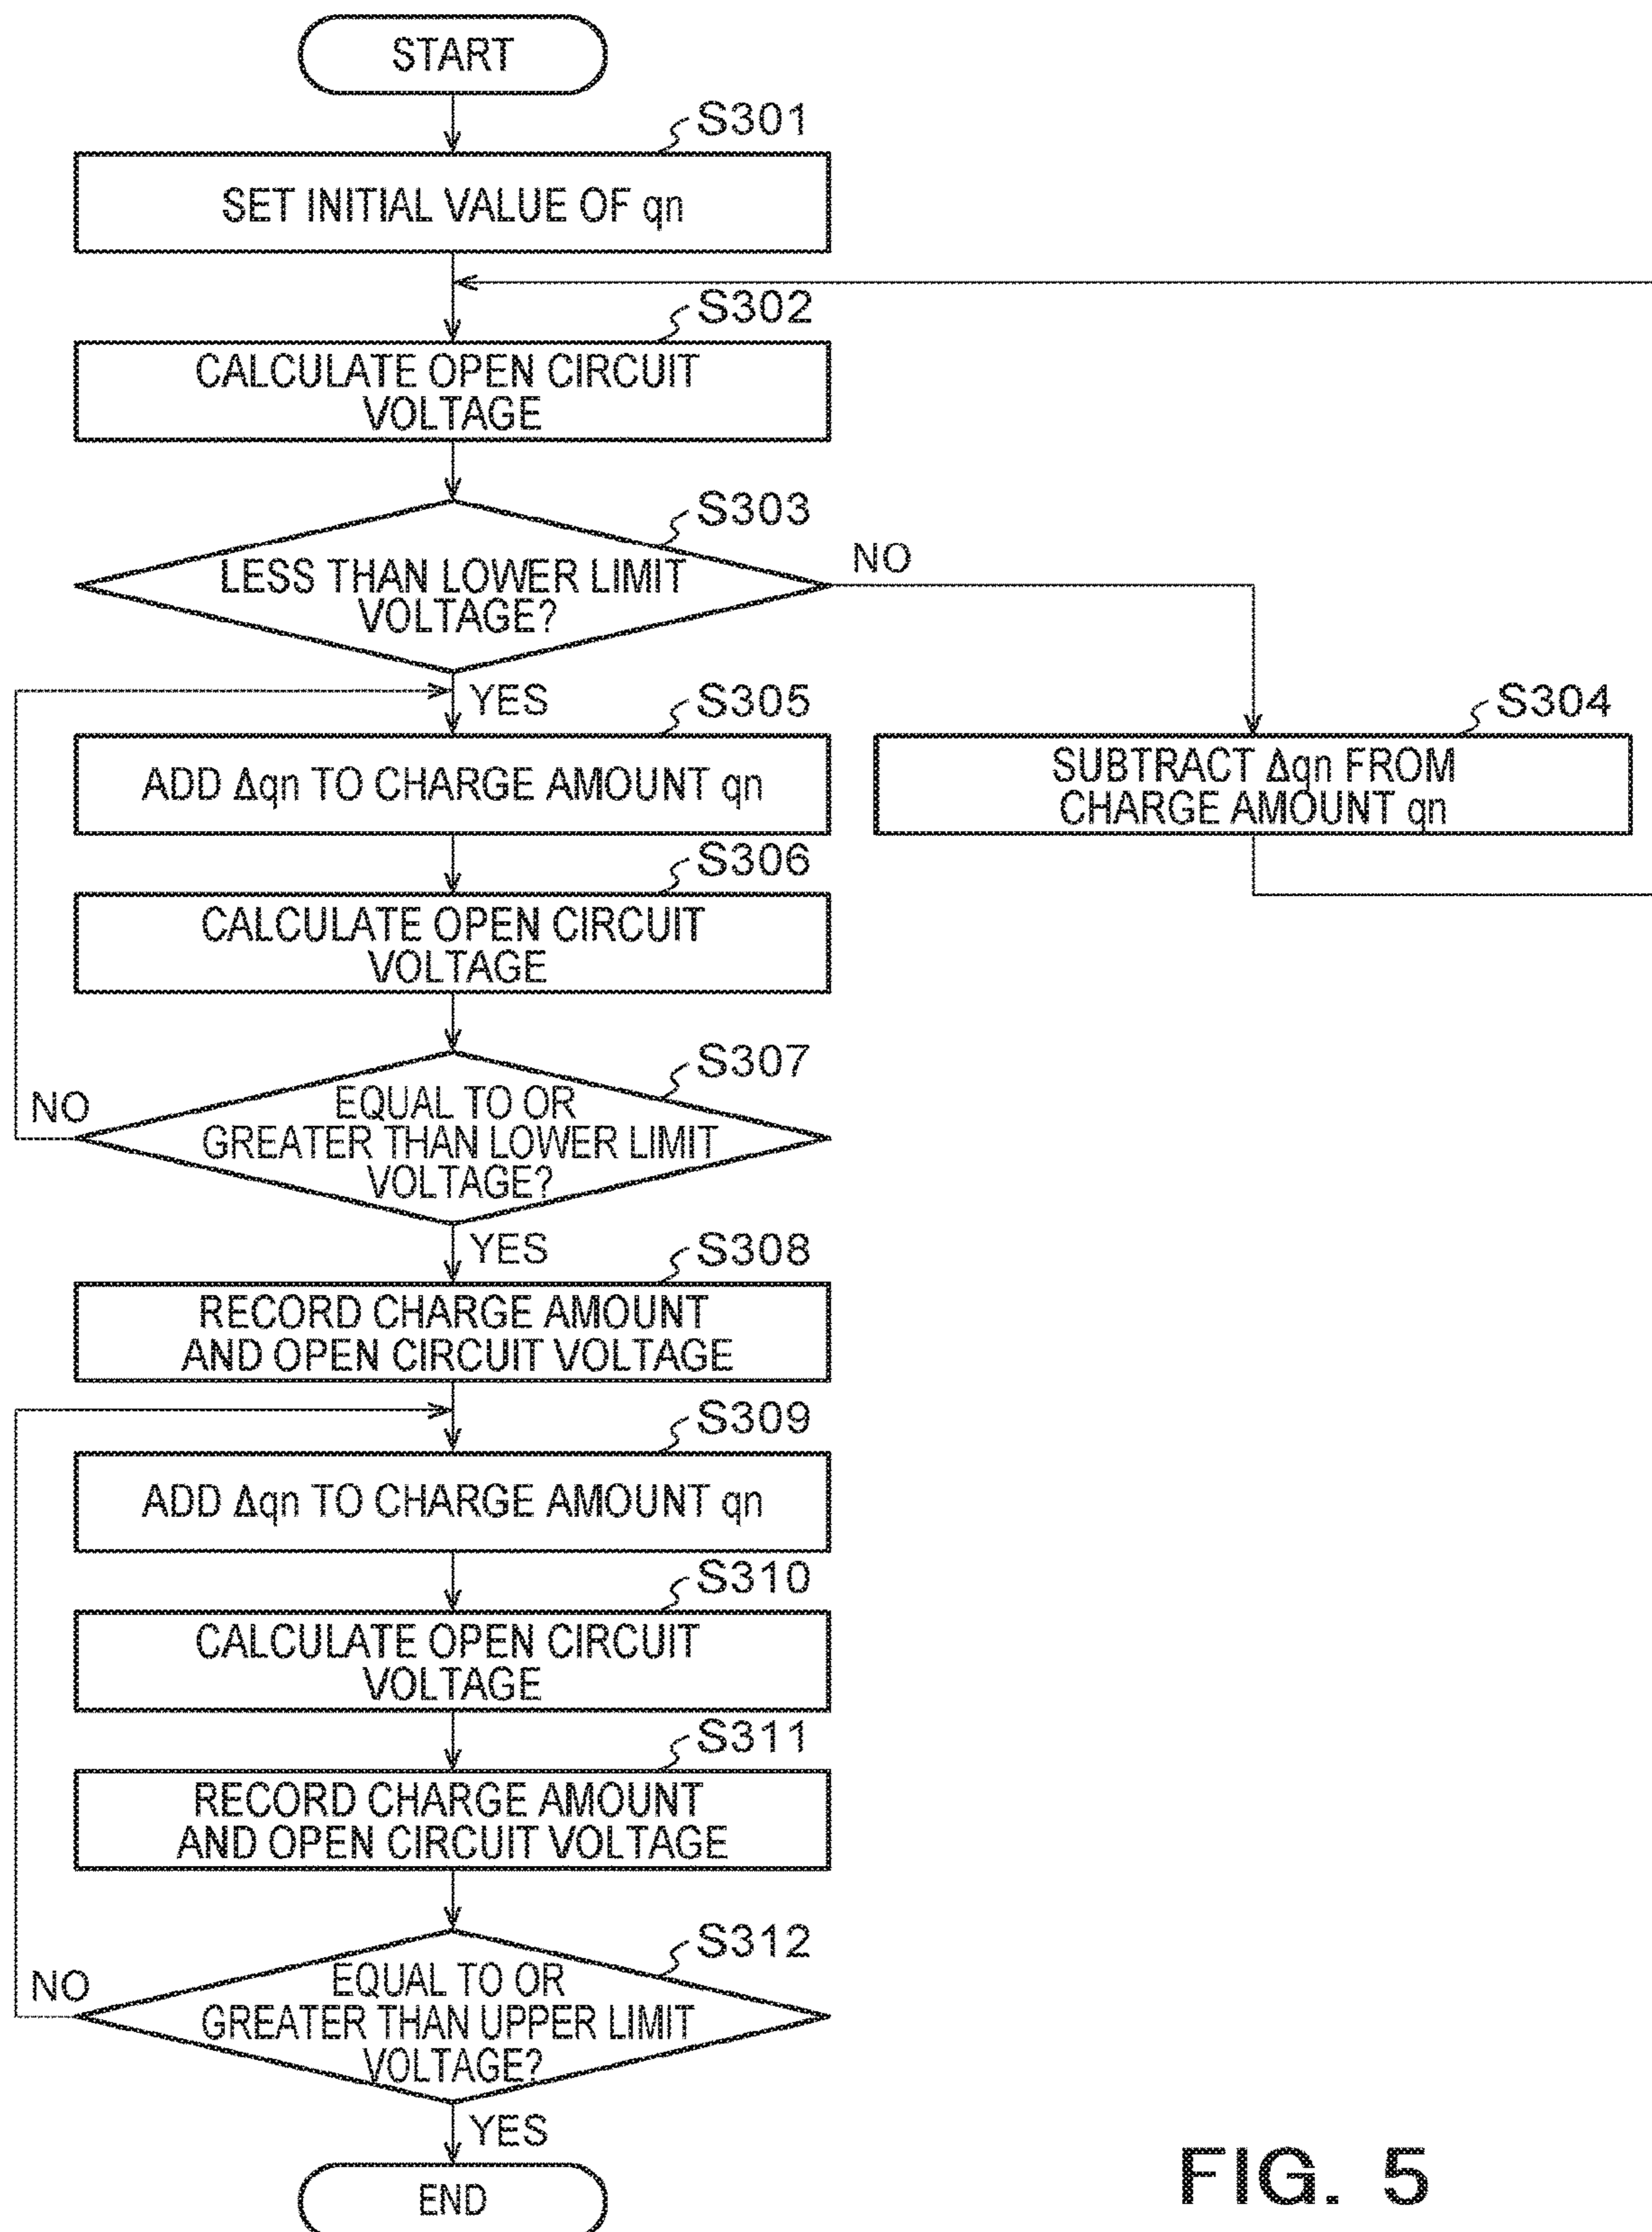 START
S301
SET INITIAL VALUE OF qn
S302
CALCULATE OPEN CIRCUIT
VOLTAGE
S303
LESS THAN LOWER LIMIT
VOLTAGE?
NO
YES
S304
SUBTRACT Δqn FROM
CHARGE AMOUNT qn
S305
ADD Δqn TO CHARGE AMOUNT qn
S306
CALCULATE OPEN CIRCUIT
VOLTAGE
S307
EQUAL TO OR
GREATER THAN LOWER LIMIT
VOLTAGE?
NO
YES
S308
RECORD CHARGE AMOUNT
AND OPEN CIRCUIT VOLTAGE
S309
ADD Δqn TO CHARGE AMOUNT qn
S310
CALCULATE OPEN CIRCUIT
VOLTAGE
S311
RECORD CHARGE AMOUNT
AND OPEN CIRCUIT VOLTAGE
S312
EQUAL TO OR
GREATER THAN UPPER LIMIT
VOLTAGE?
NO
YES
END
FIG. 5